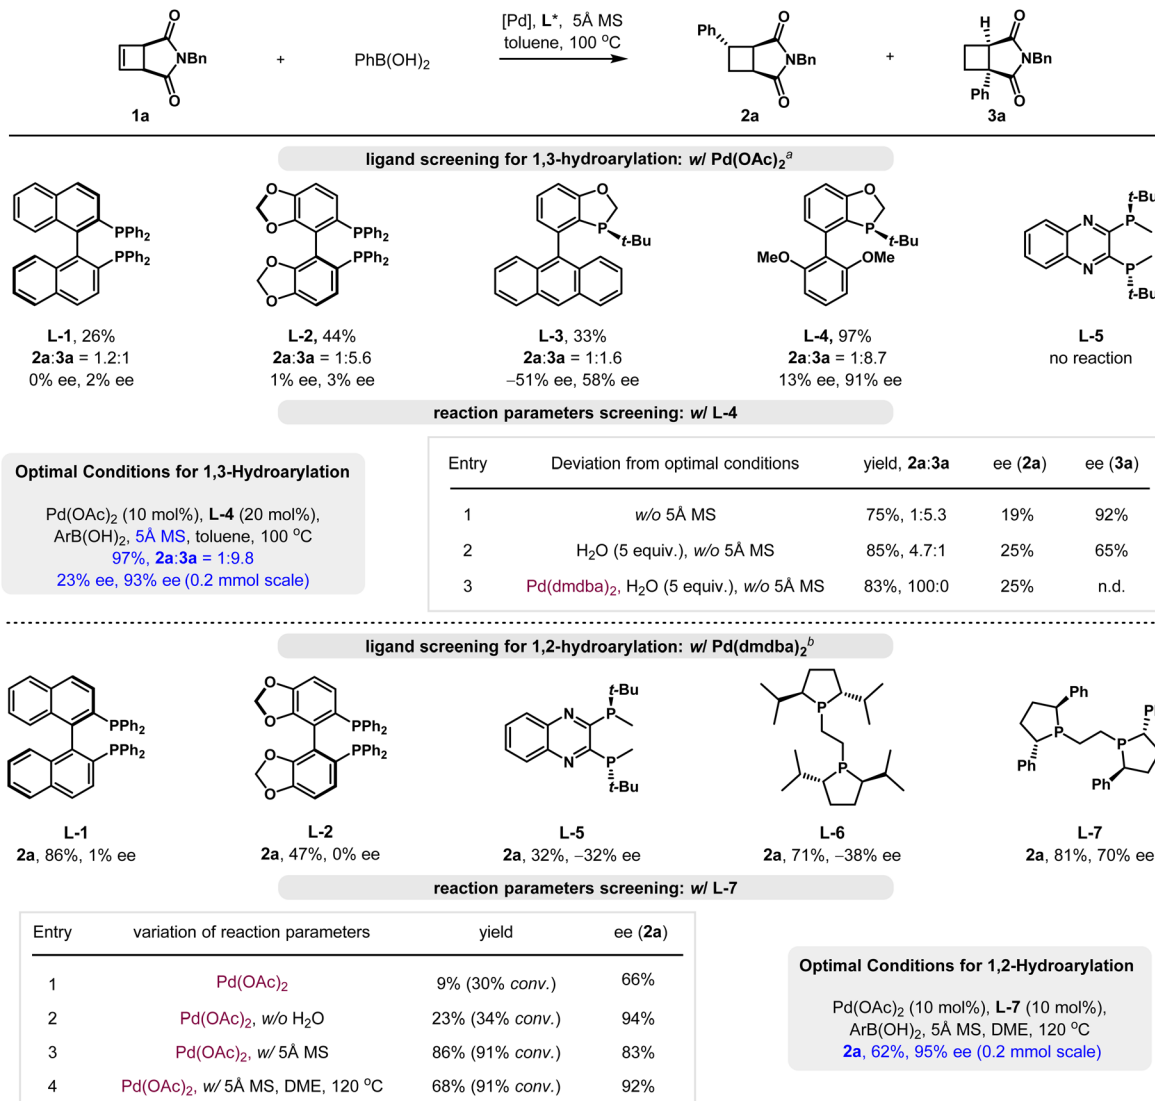 [Pd], L*, 5Å MS
toluene, 100 °C
O
N Bn
O
1a
+
PhB(OH)₂
Ph
O
N Bn
O
2a
+
H
O
N Bn
O
Ph
3a
ligand screening for 1,3-hydroarylation: w/ Pd(OAc)₂ᵃ
PPh₂
PPh₂
L-1, 26%
2a:3a = 1.2:1
0% ee, 2% ee
O
O
PPh₂
PPh₂
O
O
L-2, 44%
2a:3a = 1:5.6
1% ee, 3% ee
O
P
t-Bu
L-3, 33%
2a:3a = 1:1.6
–51% ee, 58% ee
O
P
t-Bu
MeO
OMe
L-4, 97%
2a:3a = 1:8.7
13% ee, 91% ee
t-Bu
N
P
N
P
t-Bu
L-5
no reaction
reaction parameters screening: w/ L-4
Optimal Conditions for 1,3-Hydroarylation
Pd(OAc)₂ (10 mol%), L-4 (20 mol%),
ArB(OH)₂, 5Å MS, toluene, 100 °C
97%, 2a:3a = 1:9.8
23% ee, 93% ee (0.2 mmol scale)
Entry Deviation from optimal conditions yield, 2a:3a ee (2a) ee (3a)
1 w/o 5Å MS 75%, 1:5.3 19% 92%
2 H₂O (5 equiv.), w/o 5Å MS 85%, 4.7:1 25% 65%
3 Pd(dmdba)₂, H₂O (5 equiv.), w/o 5Å MS 83%, 100:0 25% n.d.
ligand screening for 1,2-hydroarylation: w/ Pd(dmdba)₂ᵇ
PPh₂
PPh₂
L-1
2a, 86%, 1% ee
O
O
PPh₂
PPh₂
O
O
L-2
2a, 47%, 0% ee
t-Bu
N
P
N
P
t-Bu
L-5
2a, 32%, –32% ee
P
P
L-6
2a, 71%, –38% ee
Ph
P
Ph
P
Ph
Ph
L-7
2a, 81%, 70% ee
reaction parameters screening: w/ L-7
Entry variation of reaction parameters yield ee (2a)
1 Pd(OAc)₂ 9% (30% conv.) 66%
2 Pd(OAc)₂, w/o H₂O 23% (34% conv.) 94%
3 Pd(OAc)₂, w/ 5Å MS 86% (91% conv.) 83%
4 Pd(OAc)₂, w/ 5Å MS, DME, 120 °C 68% (91% conv.) 92%
Optimal Conditions for 1,2-Hydroarylation
Pd(OAc)₂ (10 mol%), L-7 (10 mol%),
ArB(OH)₂, 5Å MS, DME, 120 °C
2a, 62%, 95% ee (0.2 mmol scale)